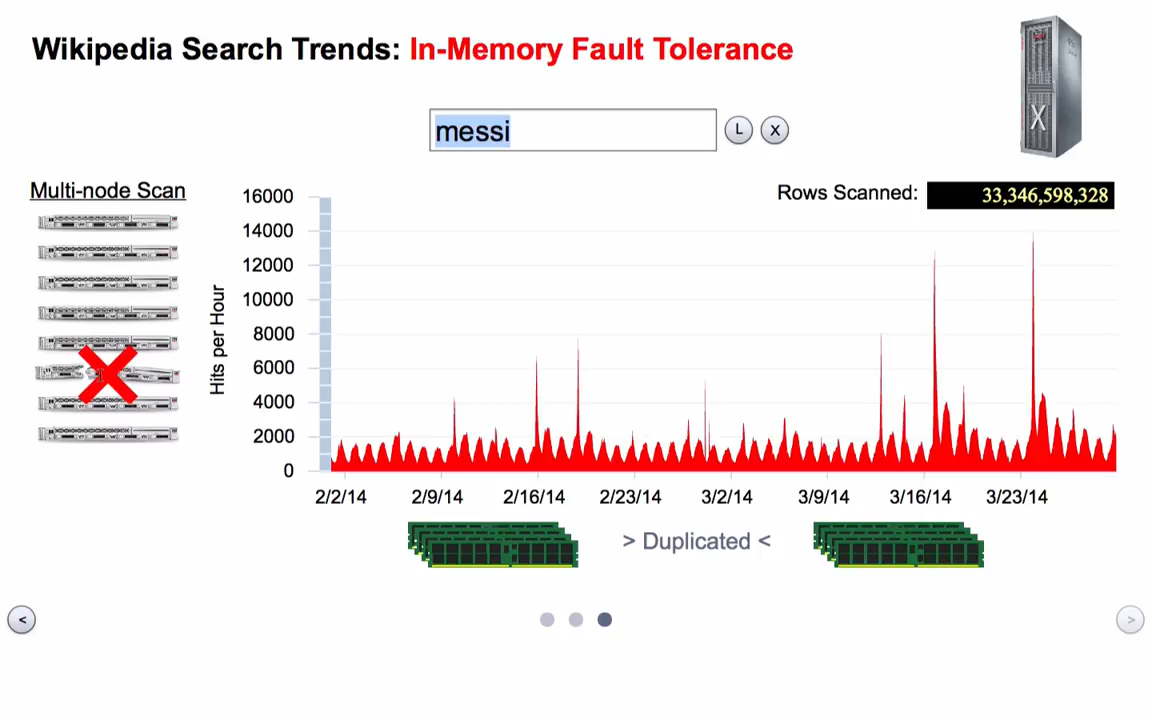 Wikipedia Search Trends: In-Memory Fault Tolerance
messi
L
X
X
Multi-node Scan
Rows Scanned: 33,346,598,328
Hits per Hour
16000
14000
12000
10000
8000
6000
4000
2000
0
2/2/14 2/9/14 2/16/14 2/23/14 3/2/14 3/9/14 3/16/14 3/23/14
> Duplicated <
<
>